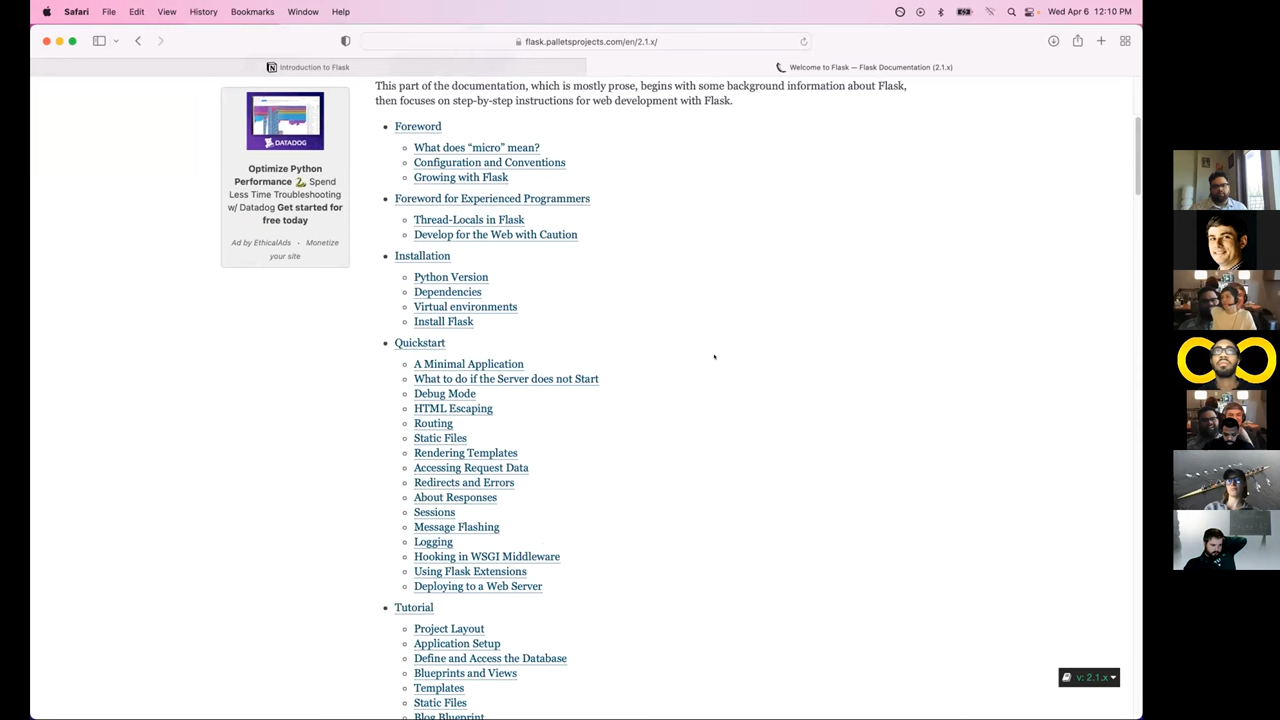 Safari File Edit View History Bookmarks Window Help Wed Apr 6 12:10 PM
flask.palletsprojects.com/en/2.1.x/
Introduction to Flask
Welcome to Flask — Flask Documentation (2.1.x)
This part of the documentation, which is mostly prose, begins with some background information about Flask,
then focuses on step-by-step instructions for web development with Flask.
DATADOG
Optimize Python
Performance 🐍 Spend
Less Time Troubleshooting
w/ Datadog Get started for
free today
Ad by EthicalAds · Monetize
your site
Foreword
What does “micro” mean?
Configuration and Conventions
Growing with Flask
Foreword for Experienced Programmers
Thread-Locals in Flask
Develop for the Web with Caution
Installation
Python Version
Dependencies
Virtual environments
Install Flask
Quickstart
A Minimal Application
What to do if the Server does not Start
Debug Mode
HTML Escaping
Routing
Static Files
Rendering Templates
Accessing Request Data
Redirects and Errors
About Responses
Sessions
Message Flashing
Logging
Hooking in WSGI Middleware
Using Flask Extensions
Deploying to a Web Server
Tutorial
Project Layout
Application Setup
Define and Access the Database
Blueprints and Views
Templates
Static Files
Blog Blueprint
v: 2.1.x